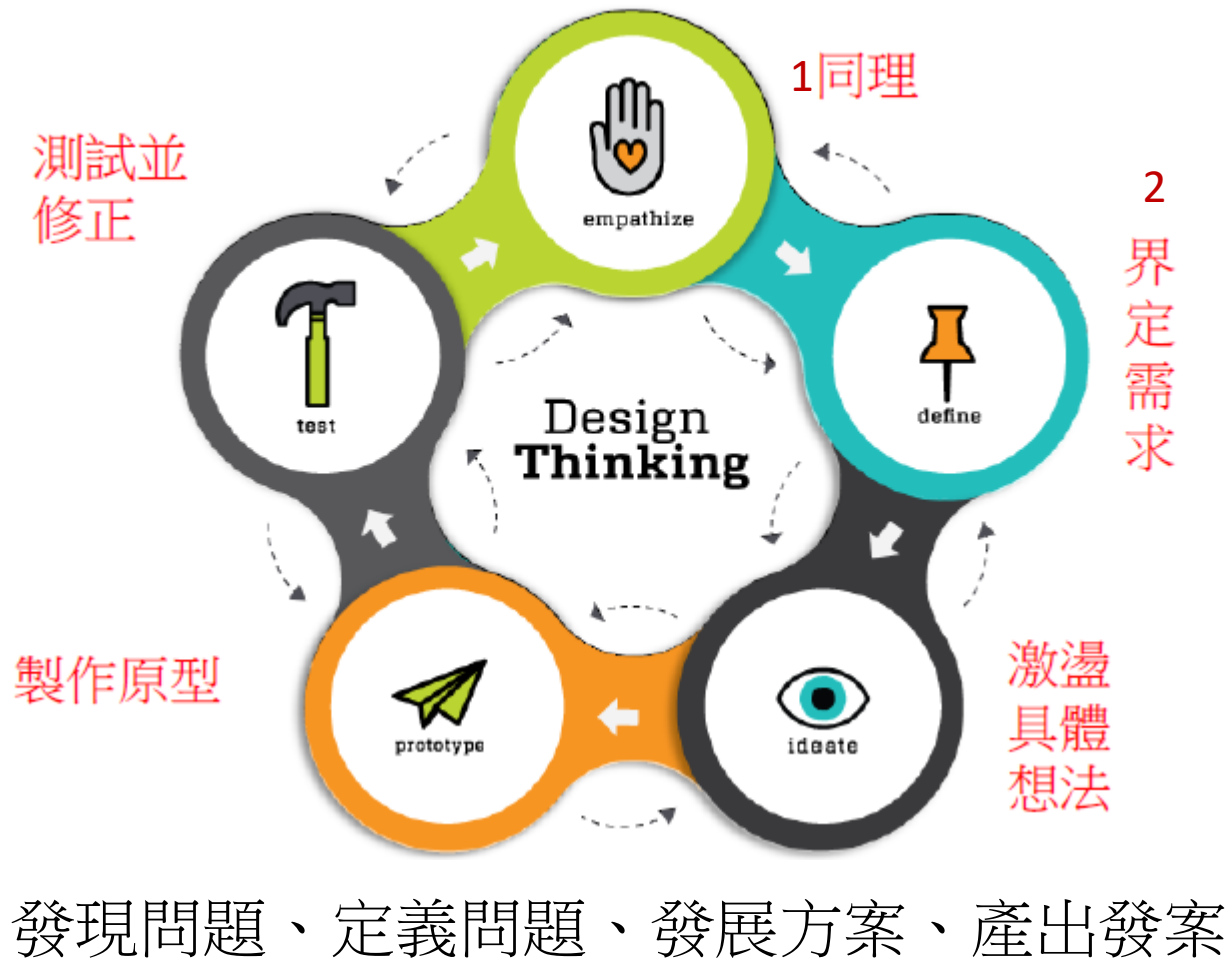 1同理
empathize
測試並
修正
2
界
定
需
求
test
define
Design
Thinking
製作原型
prototype
ideate
激盪
具體
想法
發現問題、定義問題、發展方案、產出發案